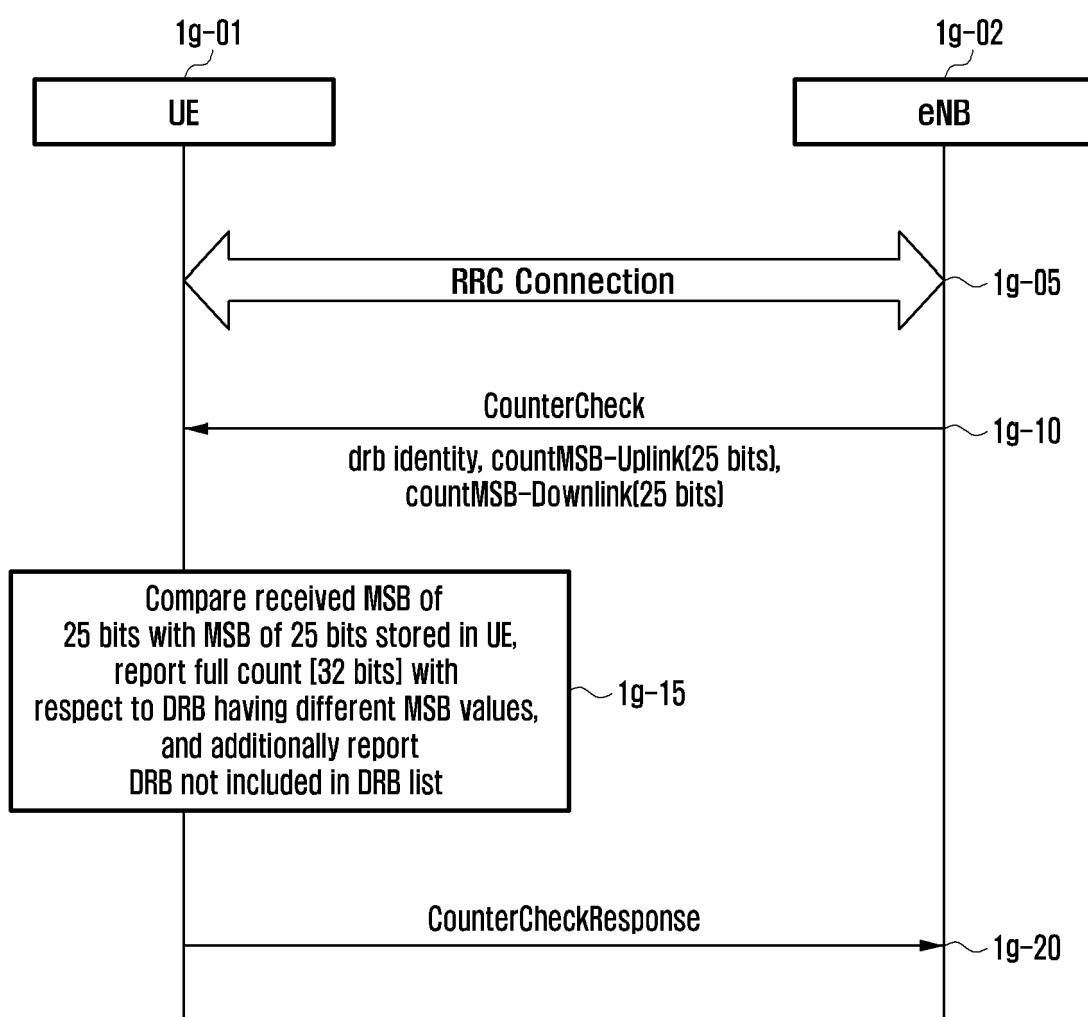 1g-01
1g-02
UE
eNB
RRC Connection
1g-05
CounterCheck
1g-10
drb identity, countMSB-Uplink(25 bits),
countMSB-Downlink(25 bits)
Compare received MSB of
25 bits with MSB of 25 bits stored in UE,
report full count [32 bits] with
respect to DRB having different MSB values,
and additionally report
DRB not included in DRB list
1g-15
CounterCheckResponse
1g-20